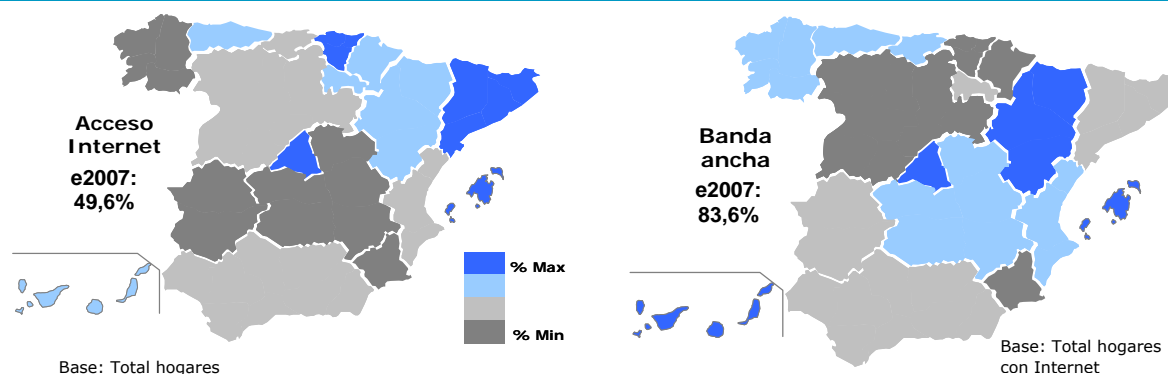 Acceso
Internet
e2007:
49,6%
% Max
% Min
Base: Total hogares
Banda
ancha
e2007:
83,6%
Base: Total hogares
con Internet